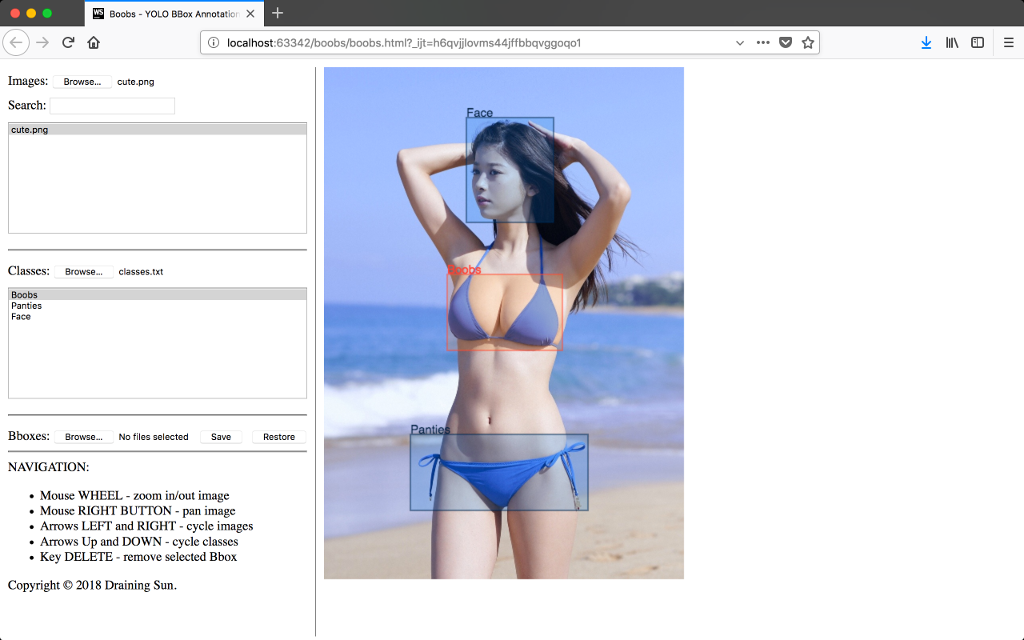 Boobs - YOLO BBox Annotation
localhost:63342/boobs/boobs.html?_ijt=h6qvjjlovms44jffbbqvggoqo1
Images: Browse... cute.png
Search:
cute.png
Classes: Browse... classes.txt
Boobs
Panties
Face
Bboxes: Browse... No files selected Save Restore
NAVIGATION:
• Mouse WHEEL - zoom in/out image
• Mouse RIGHT BUTTON - pan image
• Arrows LEFT and RIGHT - cycle images
• Arrows Up and DOWN - cycle classes
• Key DELETE - remove selected Bbox
Copyright © 2018 Draining Sun.
Face
Boobs
Panties